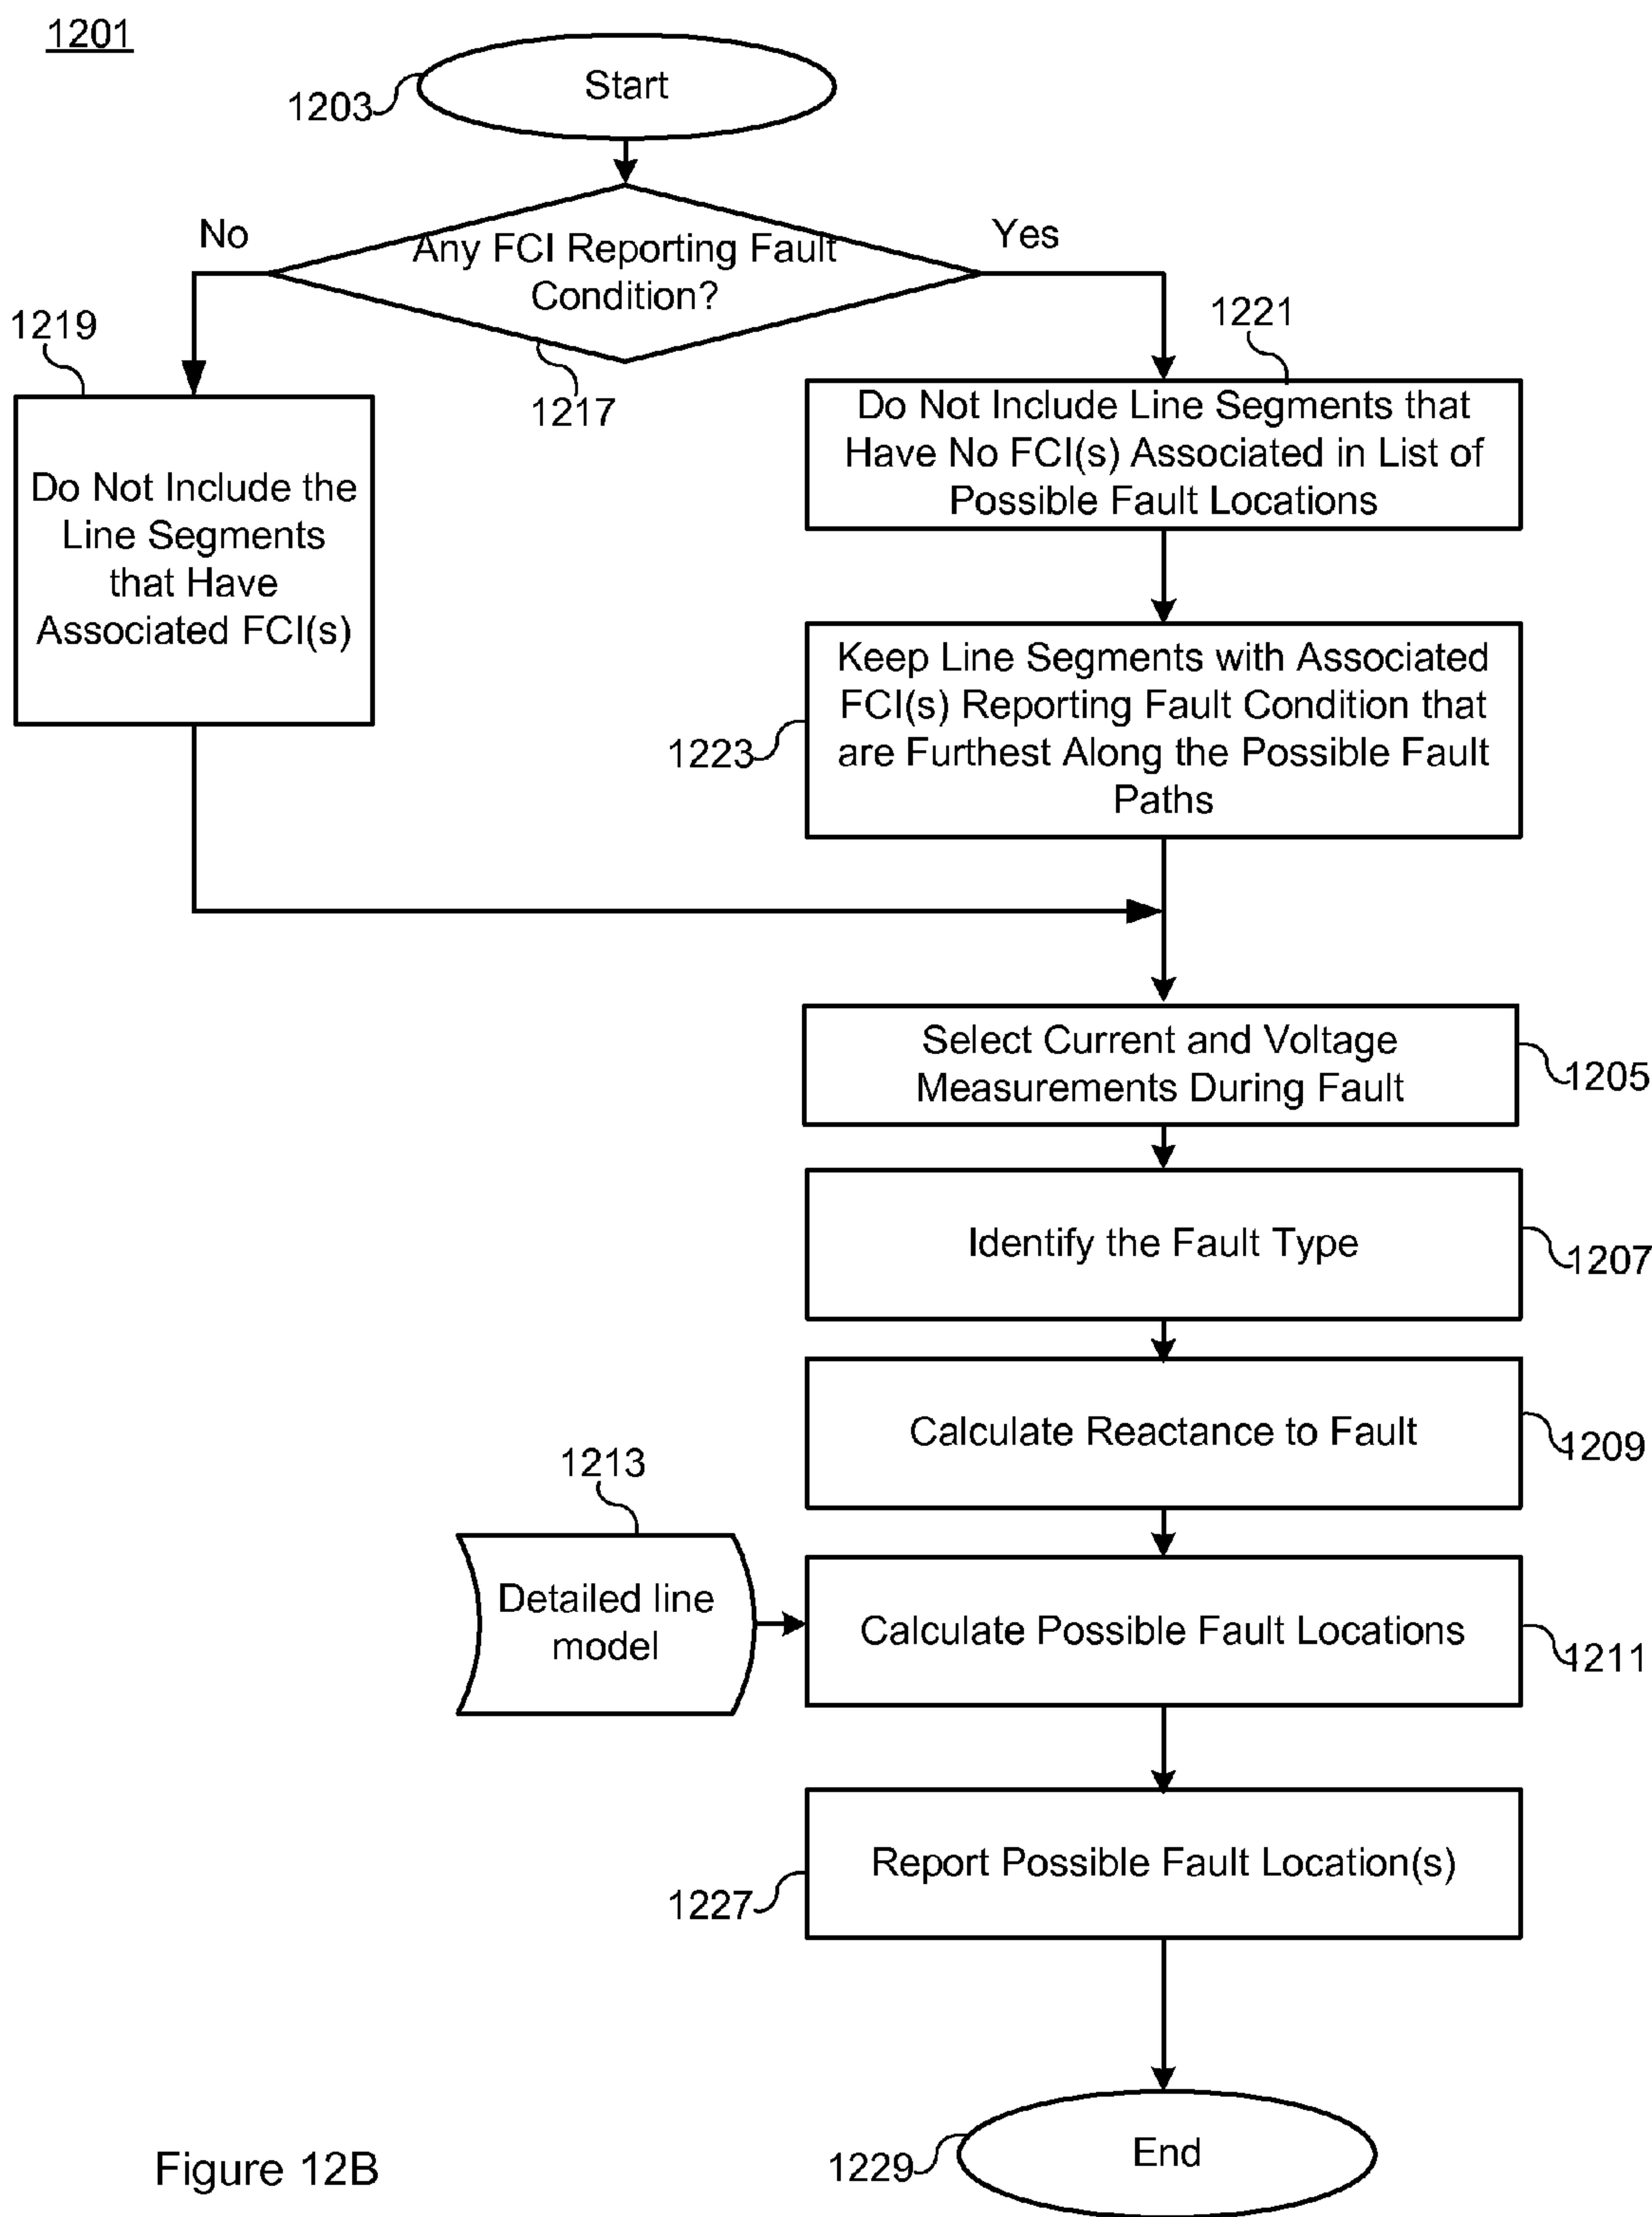 1201
Start
1203
No
Yes
Any FCI Reporting Fault
Condition?
1217
1219
Do Not Include the
Line Segments
that Have
Associated FCI(s)
1221
Do Not Include Line Segments that
Have No FCI(s) Associated in List of
Possible Fault Locations
Keep Line Segments with Associated
FCI(s) Reporting Fault Condition that
are Furthest Along the Possible Fault
Paths
1223
Select Current and Voltage
Measurements During Fault
1205
Identify the Fault Type
1207
Calculate Reactance to Fault
1209
1213
Detailed line
model
Calculate Possible Fault Locations
1211
Report Possible Fault Location(s)
1227
End
1229
Figure 12B